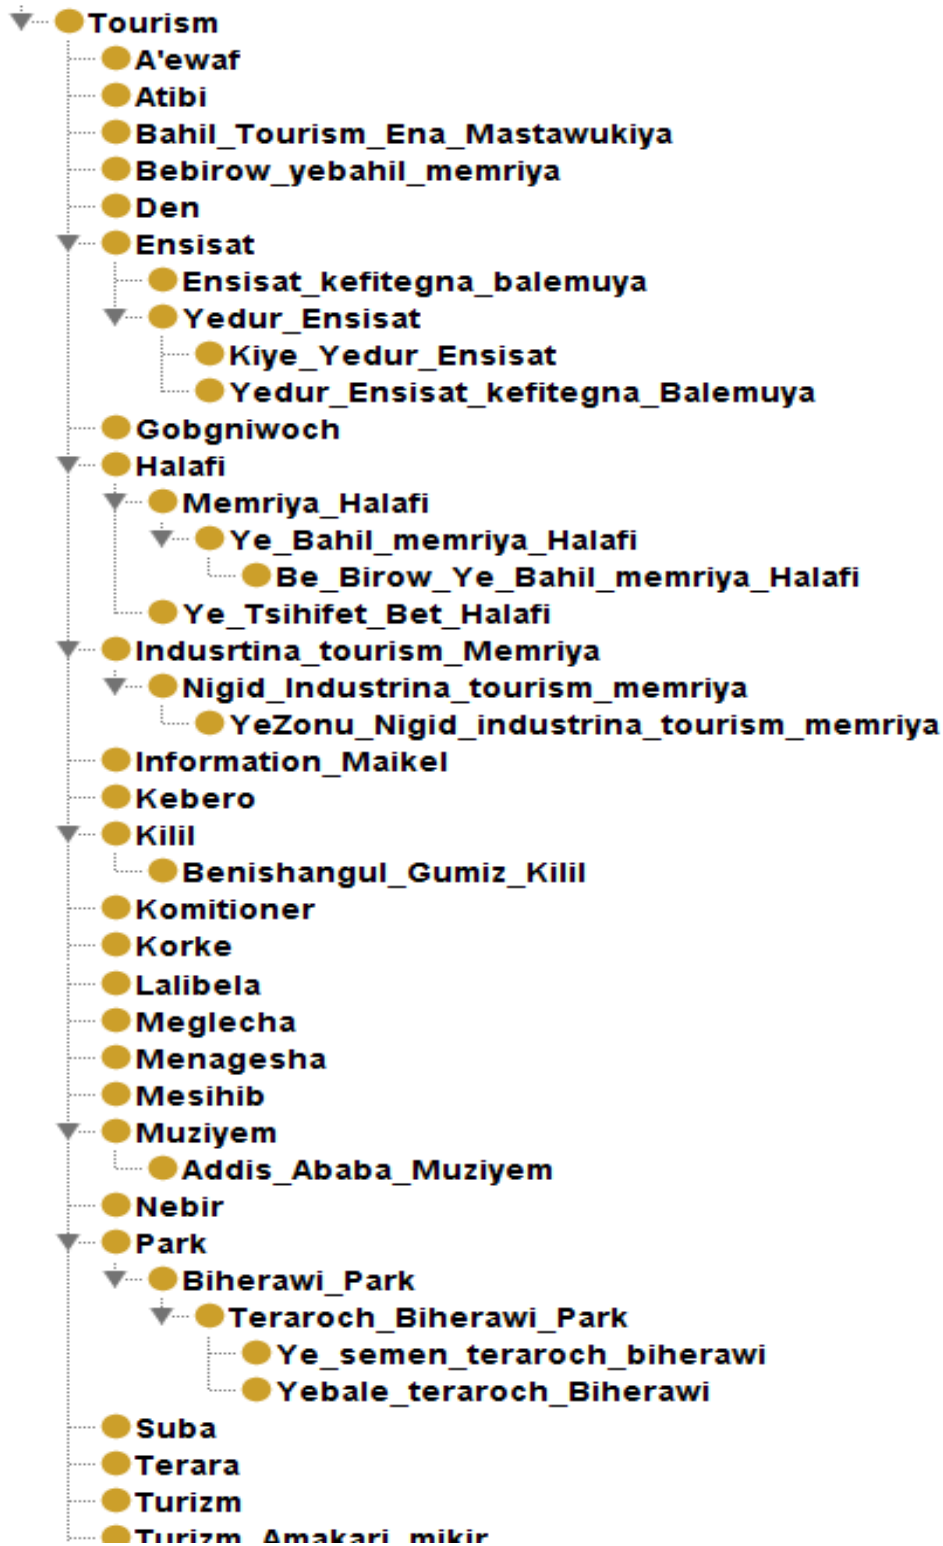 Tourism
A'ewaf
Atibi
Bahil_Tourism_Ena_Mastawukiya
Bebirow_yebahil_memriya
Den
Ensisat
Ensisat_kefitegna_balemuya
Yedur_Ensisat
Kiye_Yedur_Ensisat
Yedur_Ensisat_kefitegna_Balemuya
Gobgniwoch
Halafi
Memriya_Halafi
Ye_Bahil_memriya_Halafi
Be_Birow_Ye_Bahil_memriya_Halafi
Ye_Tsihifet_Bet_Halafi
Indusrtina_tourism_Memriya
Nigid_Industrina_tourism_memriya
YeZonu_Nigid_industrina_tourism_memriya
Information_Maikel
Kebero
Kilil
Benishangul_Gumiz_Kilil
Komitioner
Korke
Lalibela
Meglecha
Menagesha
Mesihib
Muziyem
Addis_Ababa_Muziyem
Nebir
Park
Biherawi_Park
Teraroch_Biherawi_Park
Ye_semen_teraroch_biherawi
Yebale_teraroch_Biherawi
Suba
Terara
Turizm
Turizm_Amakari_mikir